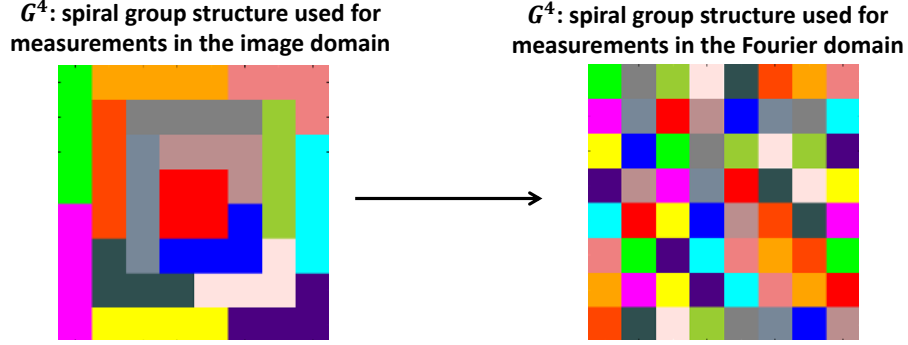 G⁴: spiral group structure used for
measurements in the image domain
G⁴: spiral group structure used for
measurements in the Fourier domain